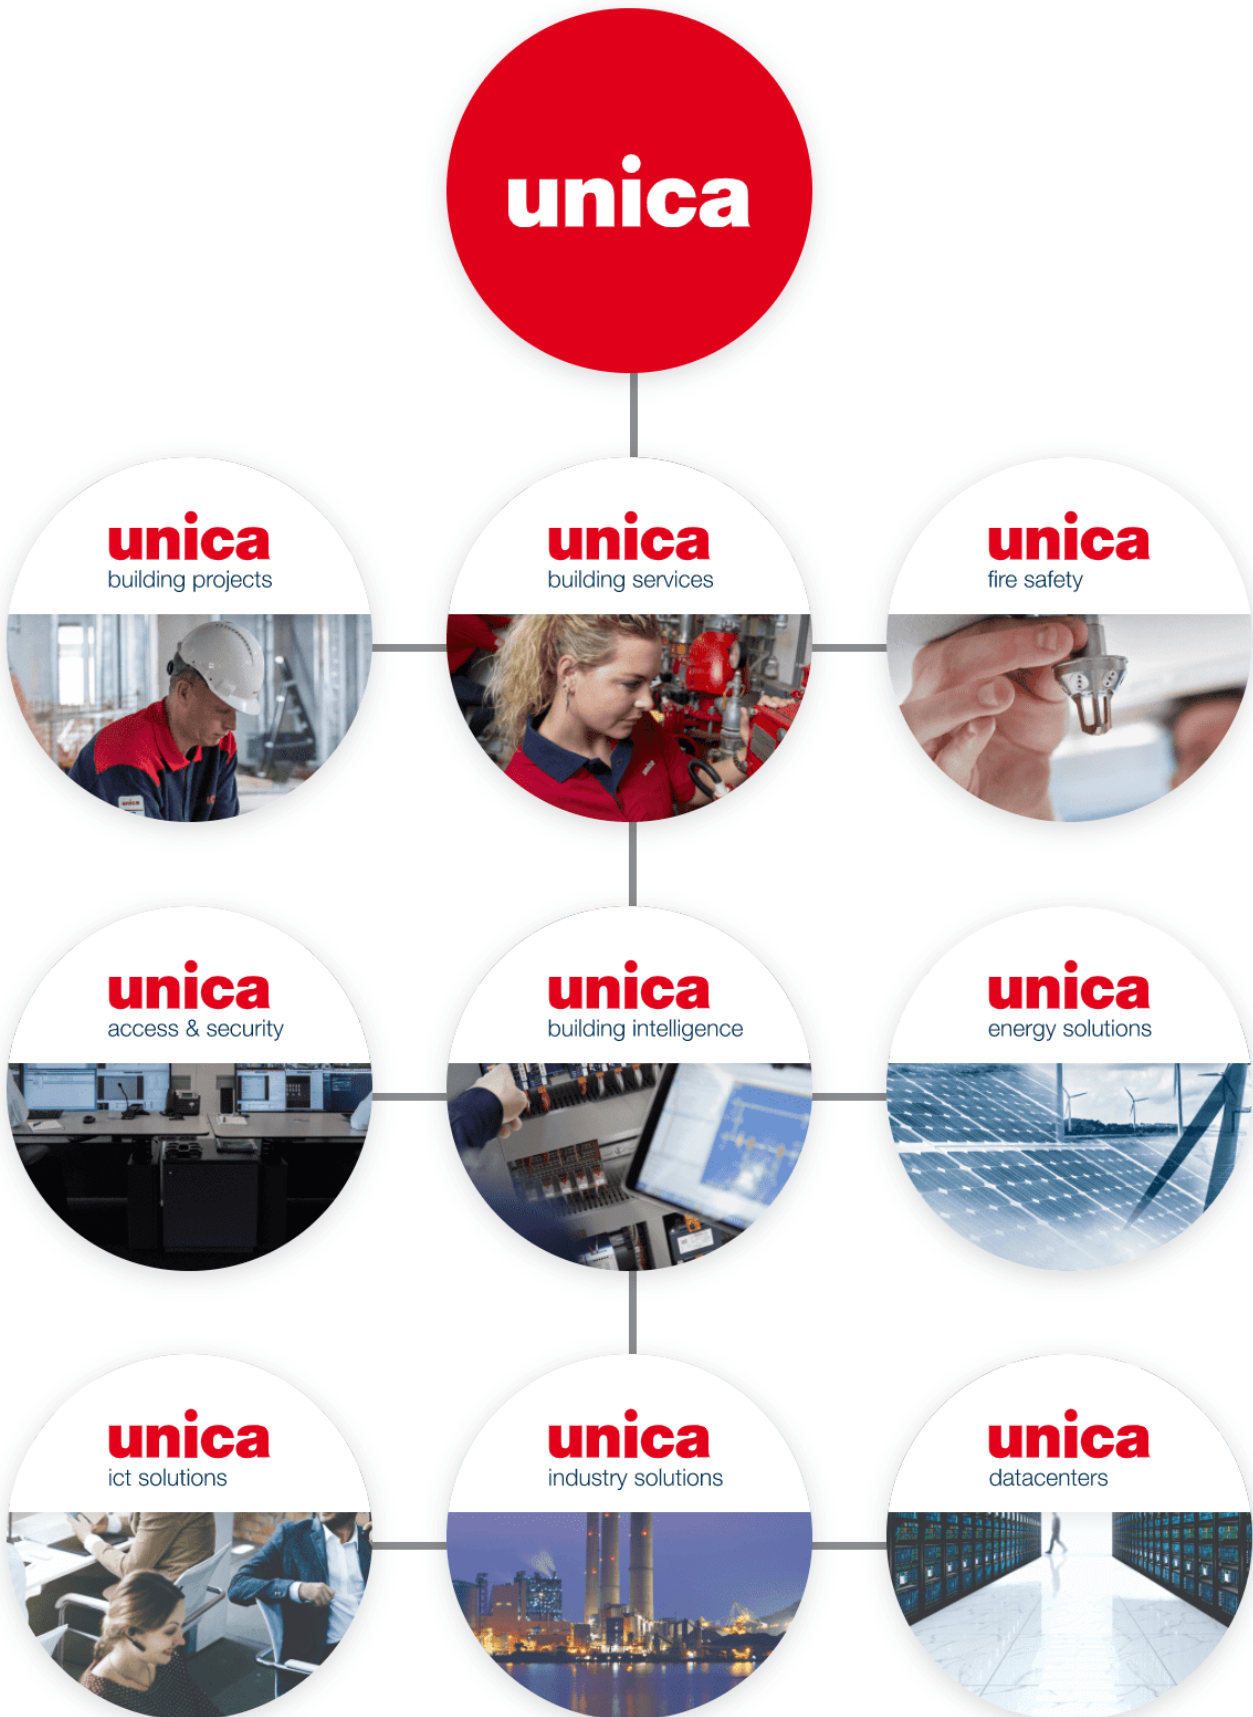 unica
unica
building projects
unica
building services
unica
fire safety
unica
unica
access & security
unica
building intelligence
unica
energy solutions
unica
ict solutions
unica
industry solutions
unica
datacenters